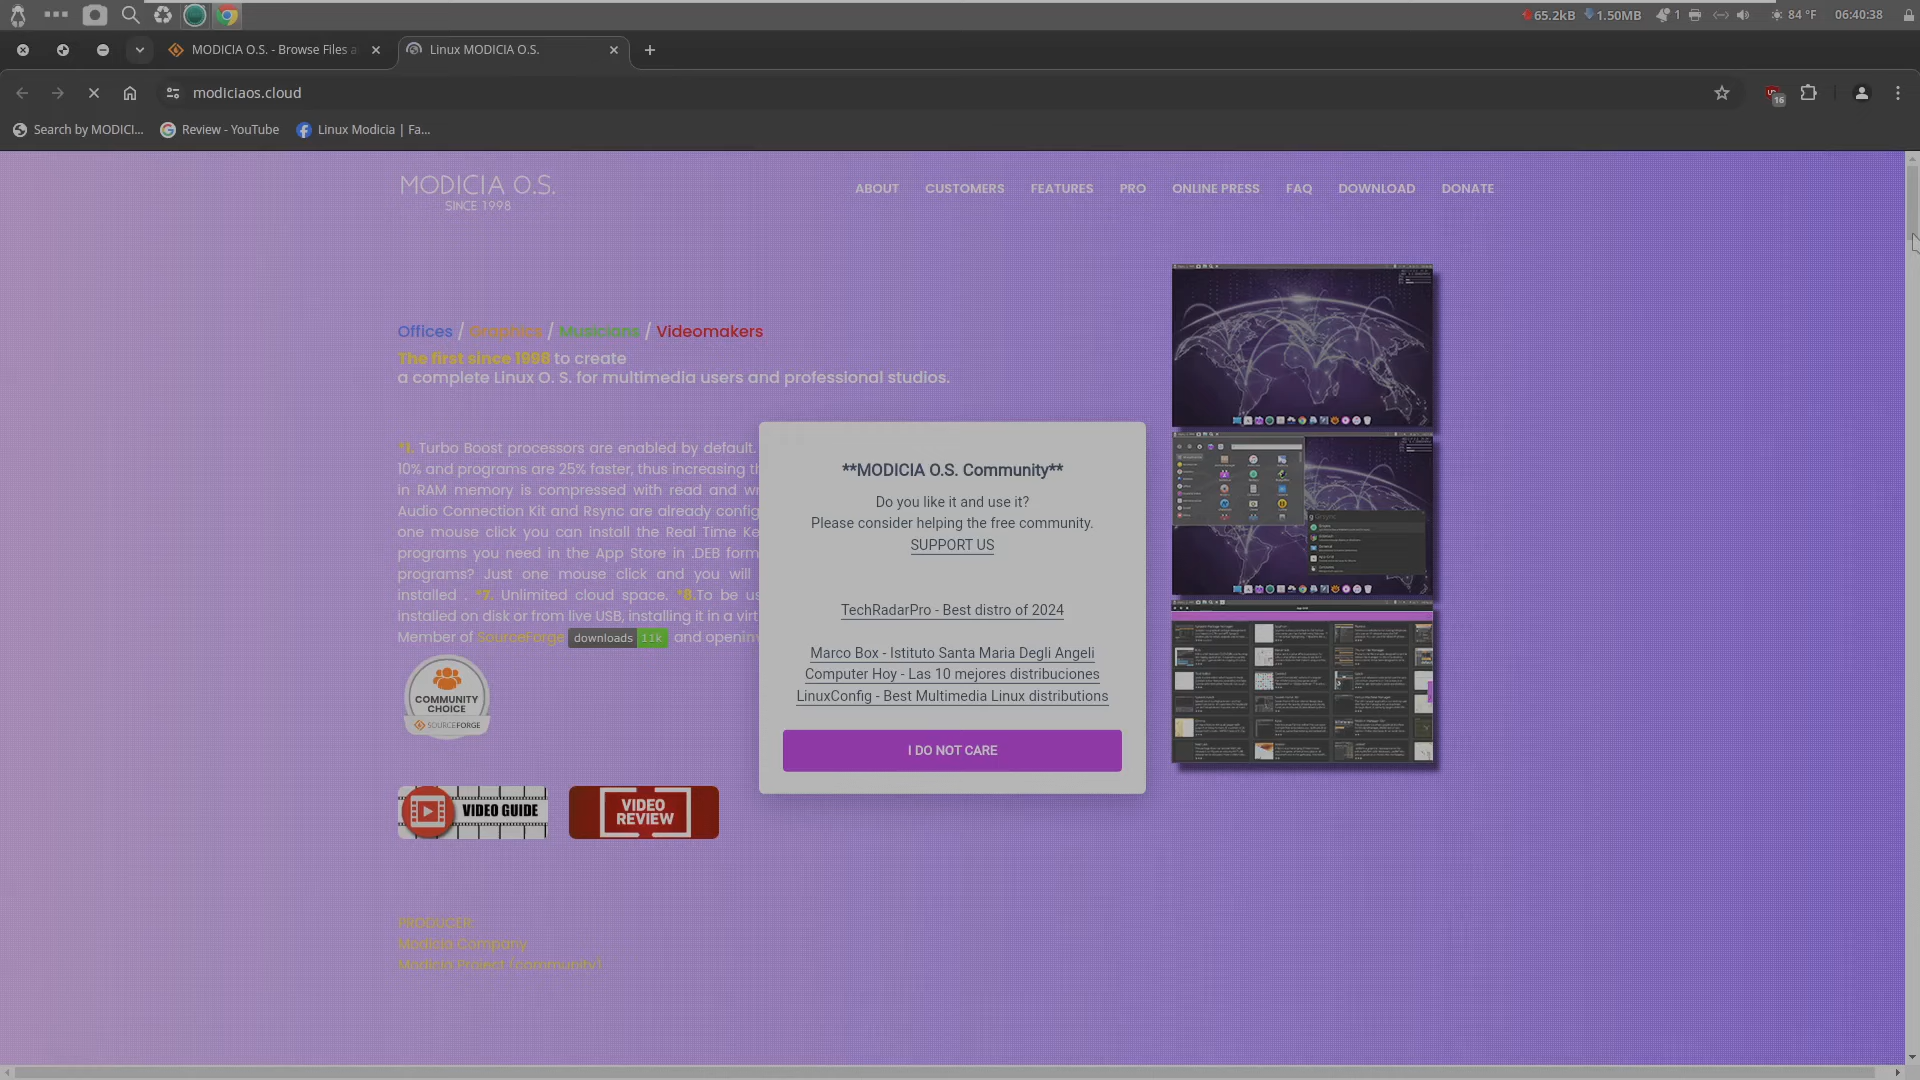 65.2kB 1.50MB 1 84 °F 06:40:38
MODICIA O.S. - Browse Files a
Linux MODICIA O.S.
modiciaos.cloud
16
Search by MODICI...
Review - YouTube
Linux Modicia | Fa...
MODICIA O.S.
SINCE 1998
ABOUT CUSTOMERS FEATURES PRO ONLINE PRESS FAQ DOWNLOAD DONATE
Offices / Graphics / Musicians / Videomakers
The first since 1998 to create
a complete Linux O. S. for multimedia users and professional studios.
*1. Turbo Boost processors are enabled by default.
10% and programs are 25% faster, thus increasing th
in RAM memory is compressed with read and wr
Audio Connection Kit and Rsync are already config
one mouse click you can install the Real Time Ke
programs you need in the App Store in .DEB form
programs? Just one mouse click and you will
installed . *7. Unlimited cloud space. *8.To be us
installed on disk or from live USB, installing it in a virt
Member of SourceForge downloads 11k and openin
COMMUNITY
CHOICE
SOURCEFORGE
VIDEO GUIDE
VIDEO
REVIEW
PRODUCER:
Modicia Company
Modicia Project (community)
**MODICIA O.S. Community**
Do you like it and use it?
Please consider helping the free community.
SUPPORT US
TechRadarPro - Best distro of 2024
Marco Box - Istituto Santa Maria Degli Angeli
Computer Hoy - Las 10 mejores distribuciones
LinuxConfig - Best Multimedia Linux distributions
I DO NOT CARE